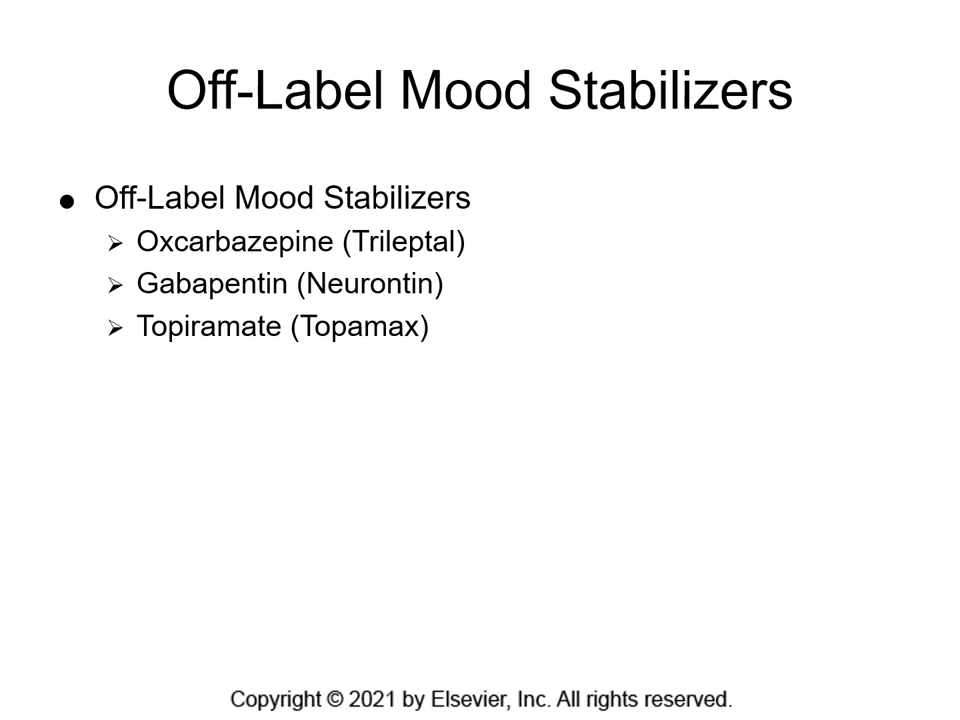 Off-Label Mood Stabilizers
● Off-Label Mood Stabilizers
➢ Oxcarbazepine (Trileptal)
➢ Gabapentin (Neurontin)
➢ Topiramate (Topamax)
Copyright © 2021 by Elsevier, Inc. All rights reserved.